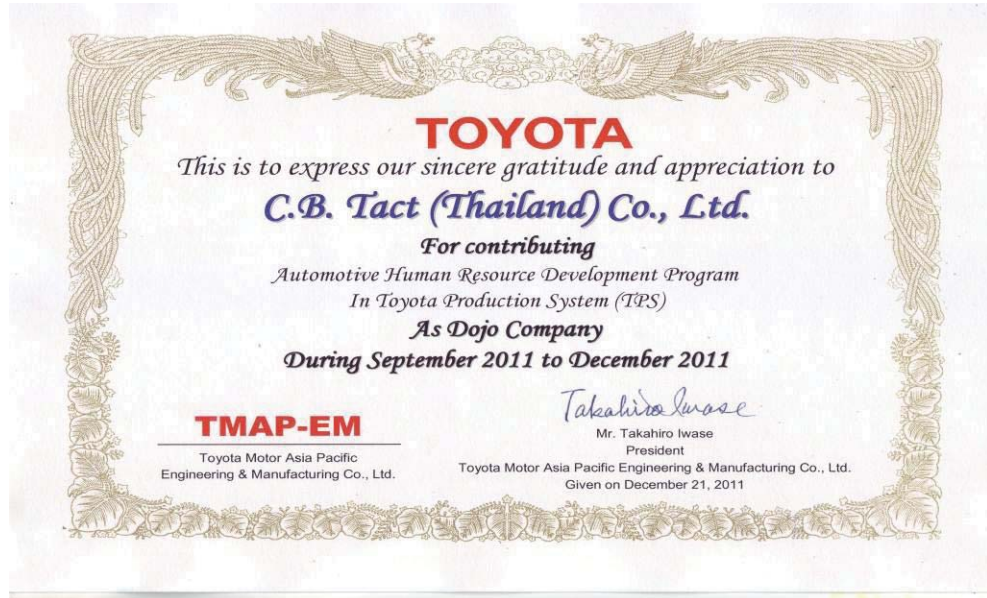 TOYOTA
This is to express our sincere gratitude and appreciation to
C.B. Tact (Thailand) Co., Ltd.
For contributing
Automotive Human Resource Development Program
In Toyota Production System (TPS)
As Dojo Company
During September 2011 to December 2011
TMAP-EM
Toyota Motor Asia Pacific
Engineering & Manufacturing Co., Ltd.
Takahiro Iwase
Mr. Takahiro Iwase
President
Toyota Motor Asia Pacific Engineering & Manufacturing Co., Ltd.
Given on December 21, 2011